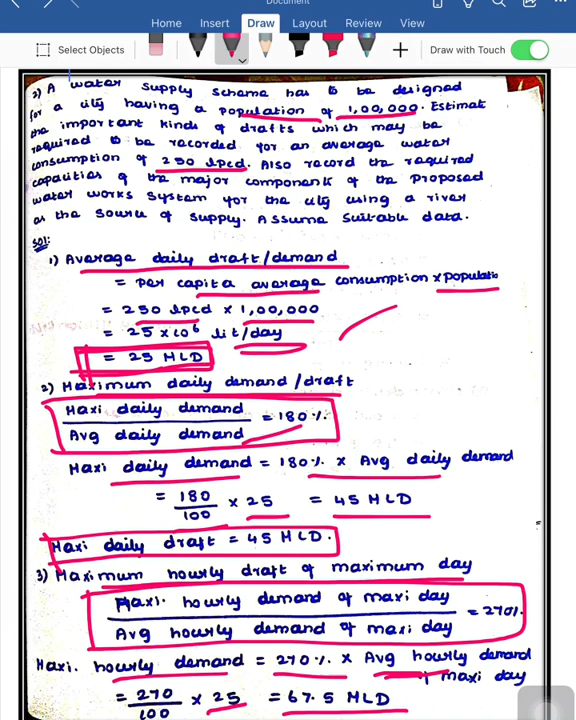 Document
Home Insert Draw Layout Review View
Select Objects
Draw with Touch
2) A water supply scheme has to be designed
for a city having a population of 1,00,000. Estimat
the important kinds of drafts which may be
required to be recorded for an average water
consumption of 250 lpcd. Also record the required
capacities of the major components of the proposed
water works system for the city using a river
as the source of supply. Assume suitable data.
Sol:
1) Average daily draft/demand
= per capita average consumption × populatio
= 250 lpcd × 1,00,000
= 25×10⁶ lit/day
= 25 MLD
2) Maximum daily demand/draft
Maxi daily demand
Avg daily demand = 180%
Maxi daily demand = 180% × Avg daily demand
= 180/100 × 25 = 45 MLD
Maxi daily draft = 45 MLD.
3) Maximum hourly draft of maximum day
Maxi. hourly demand of maxi day
Avg hourly demand of maxi day = 270%
Maxi. hourly demand = 270% × Avg hourly demand
of maxi day
= 270/100 × 25 = 67.5 MLD